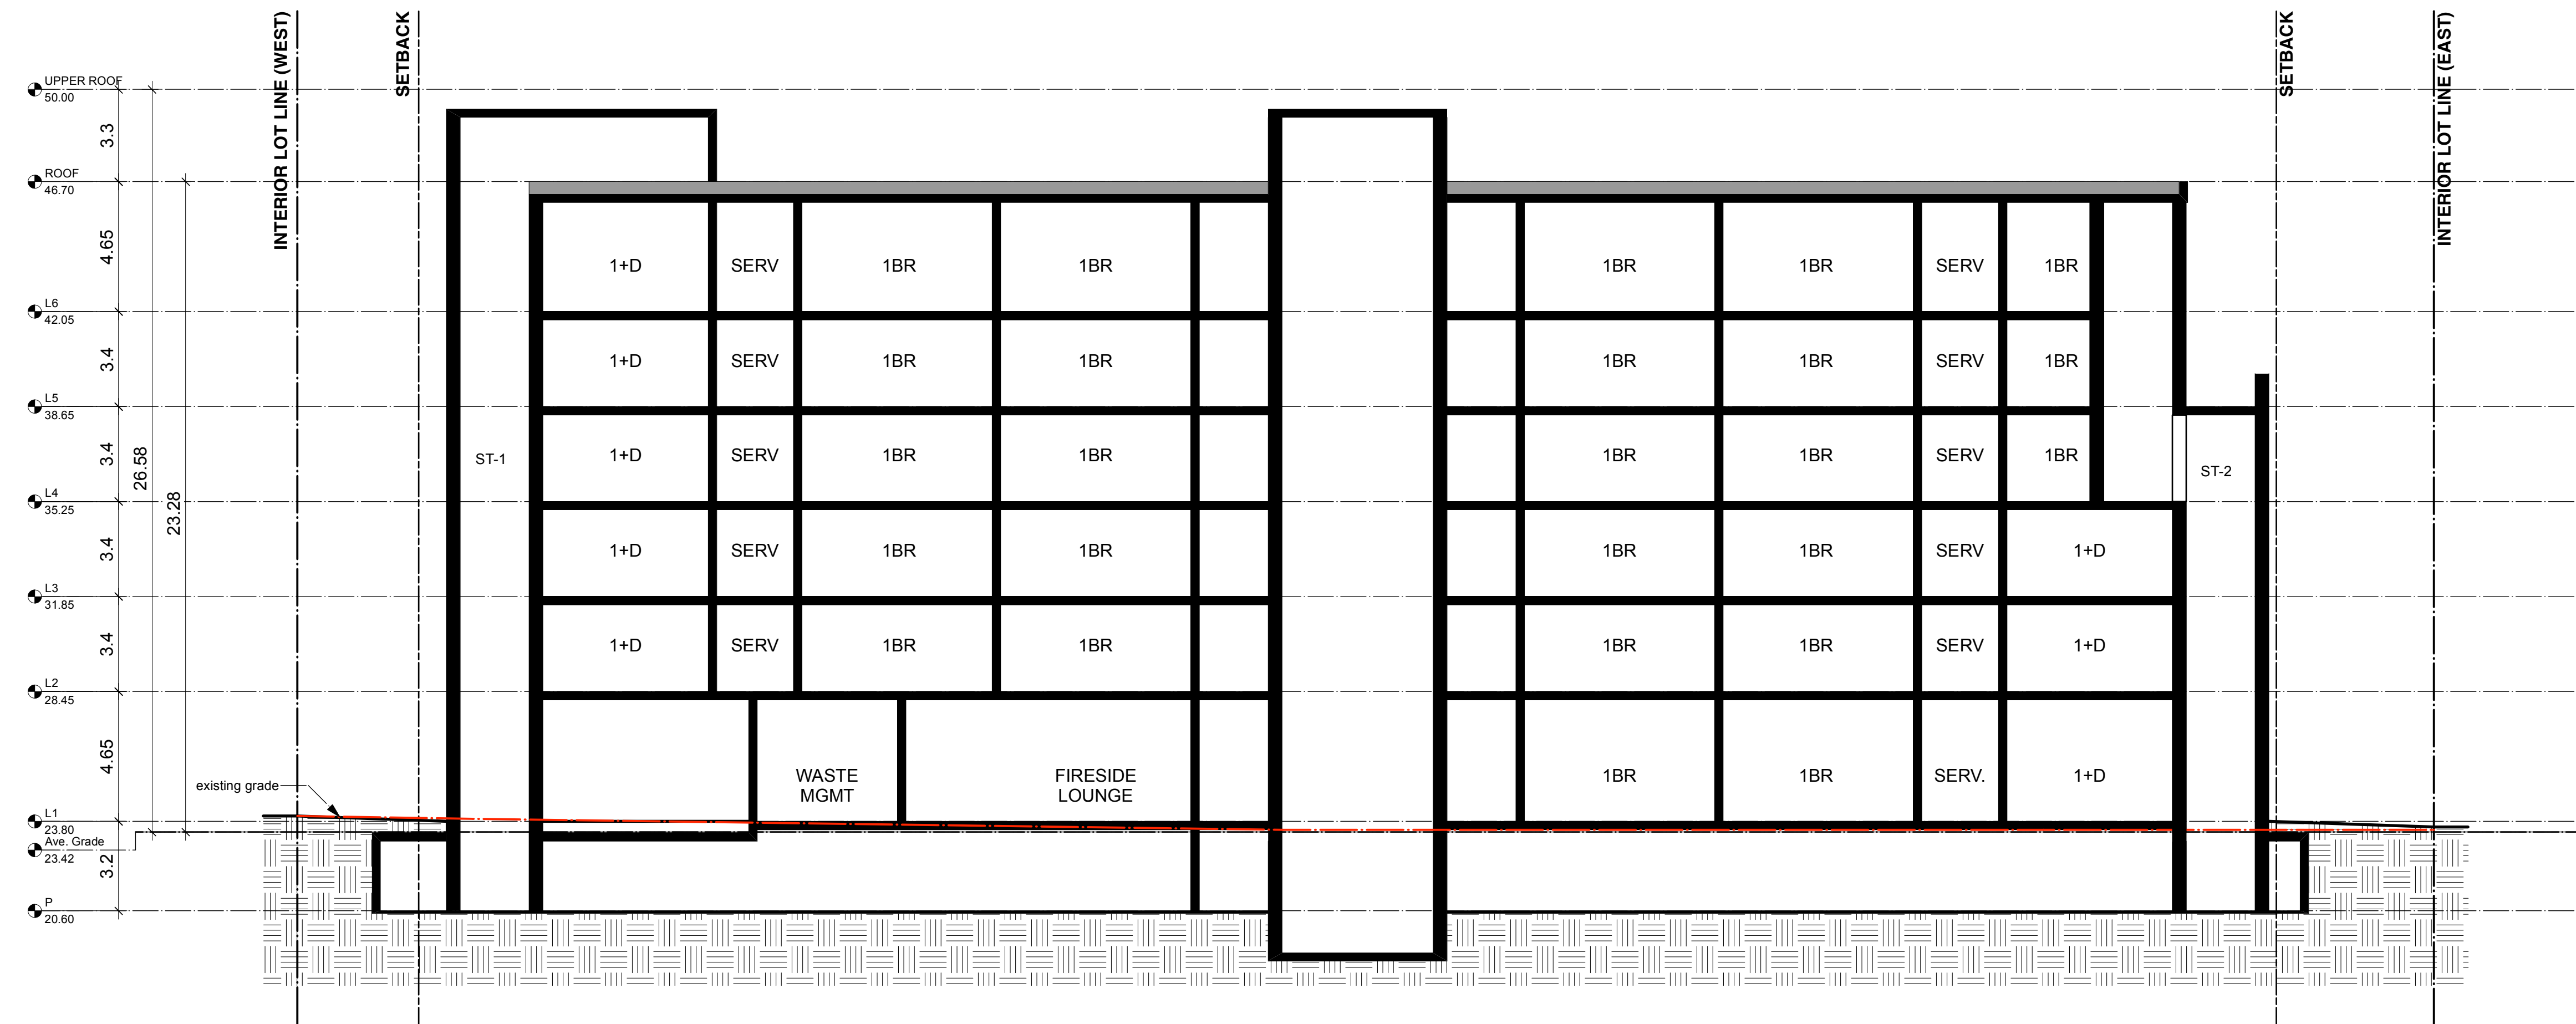 INTERIOR LOT LINE (WEST)
SETBACK
SETBACK
INTERIOR LOT LINE (EAST)
UPPER ROOF
50.00
3.3
ROOF
46.70
4.65
1+D SERV 1BR 1BR 1BR 1BR SERV 1BR
L6
42.05
3.4
1+D SERV 1BR 1BR 1BR 1BR SERV 1BR
L5
38.65
3.4
26.58
23.28
ST-1
1+D SERV 1BR 1BR 1BR 1BR SERV 1BR
ST-2
L4
35.25
3.4
1+D SERV 1BR 1BR 1BR 1BR SERV 1+D
L3
31.85
3.4
1+D SERV 1BR 1BR 1BR 1BR SERV 1+D
L2
28.45
4.65
WASTE
MGMT
FIRESIDE
LOUNGE
1BR 1BR SERV. 1+D
existing grade
L1
23.80
Ave. Grade
23.42
3.2
P
20.60